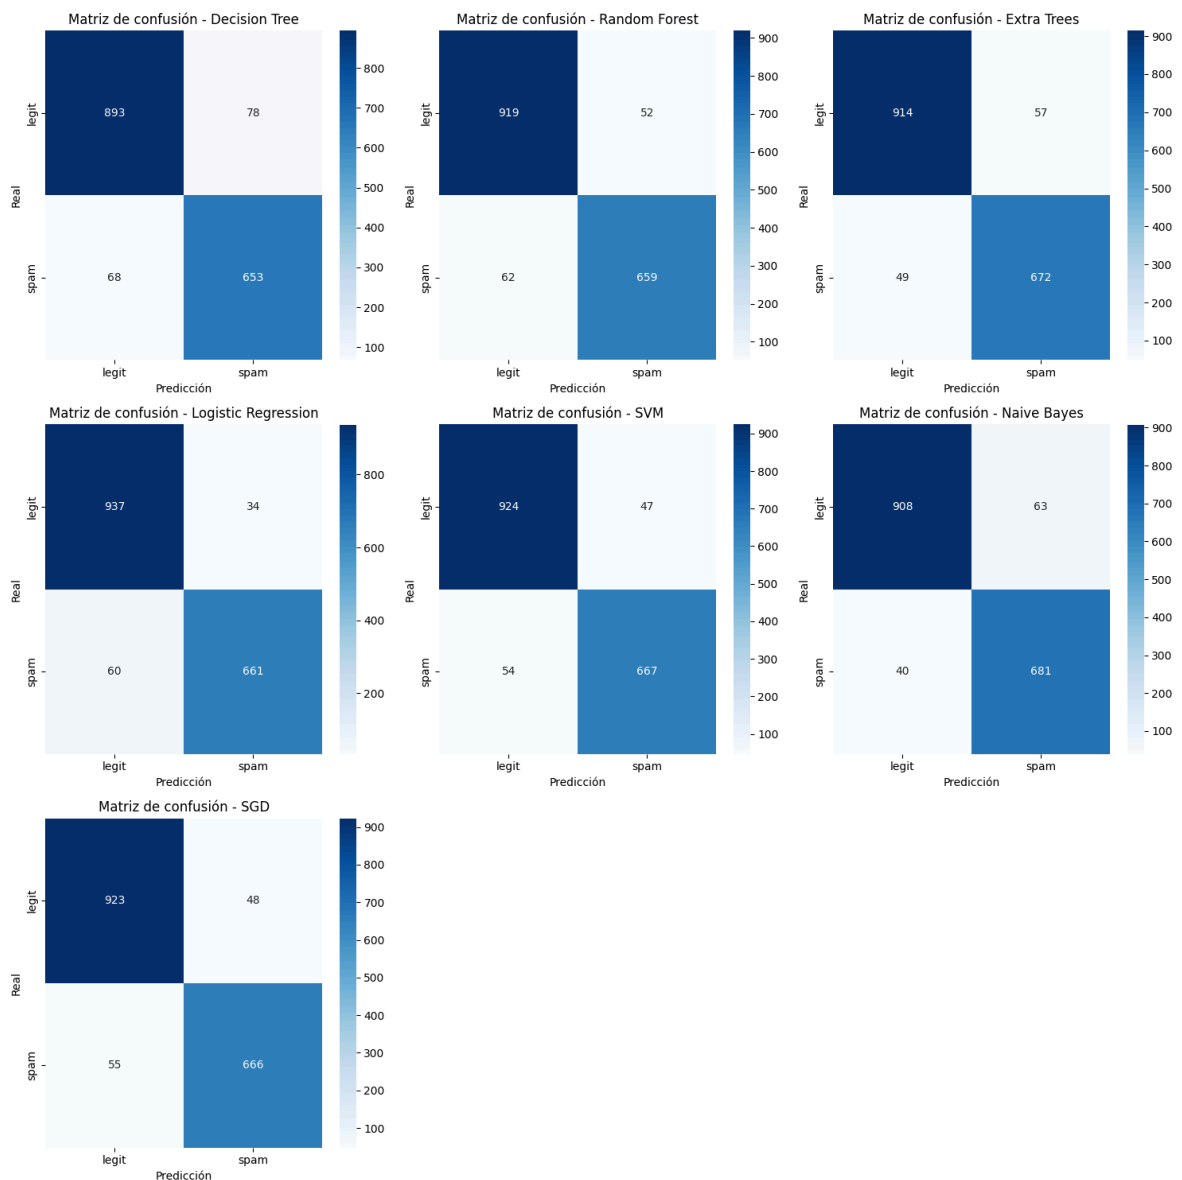 Matriz de confusión - Decision Tree
legit
893
78
Real
spam
68
653
legit
spam
Predicción
800
700
600
500
400
300
200
100
Matriz de confusión - Random Forest
legit
919
52
Real
spam
62
659
legit
spam
Predicción
900
800
700
600
500
400
300
200
100
Matriz de confusión - Extra Trees
legit
914
57
Real
spam
49
672
legit
spam
Predicción
900
800
700
600
500
400
300
200
100
Matriz de confusión - Logistic Regression
legit
937
34
Real
spam
60
661
legit
spam
Predicción
800
600
400
200
Matriz de confusión - SVM
legit
924
47
Real
spam
54
667
legit
spam
Predicción
900
800
700
600
500
400
300
200
100
Matriz de confusión - Naive Bayes
legit
908
63
Real
spam
40
681
legit
spam
Predicción
900
800
700
600
500
400
300
200
100
Matriz de confusión - SGD
legit
923
48
Real
spam
55
666
legit
spam
Predicción
900
800
700
600
500
400
300
200
100